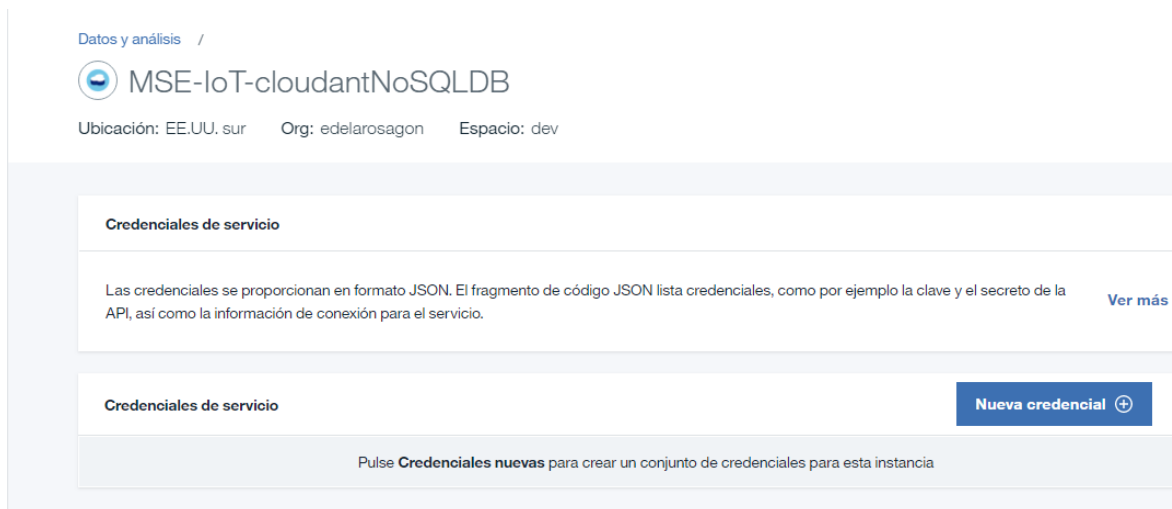 Datos y análisis /
MSE-IoT-cloudantNoSQLDB
Ubicación: EE.UU. sur Org: edelarosagon Espacio: dev
Credenciales de servicio
Las credenciales se proporcionan en formato JSON. El fragmento de código JSON lista credenciales, como por ejemplo la clave y el secreto de la
API, así como la información de conexión para el servicio.
Ver más
Credenciales de servicio
Nueva credencial
Pulse Credenciales nuevas para crear un conjunto de credenciales para esta instancia